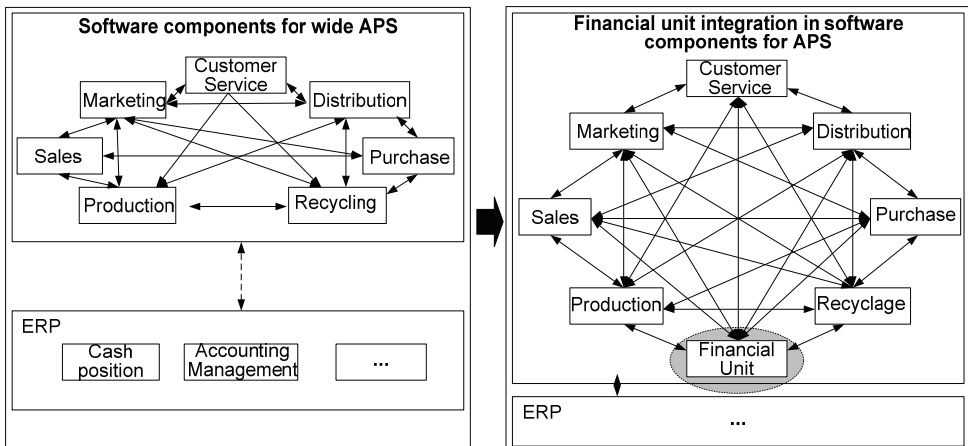 Software components for wide APS
Customer
Service
Marketing
Distribution
Sales
Purchase
Production
Recycling
ERP
Cash
position
Accounting
Management
...
Financial unit integration in software
components for APS
Customer
Service
Marketing
Distribution
Sales
Purchase
Production
Recyclage
Financial
Unit
ERP
...